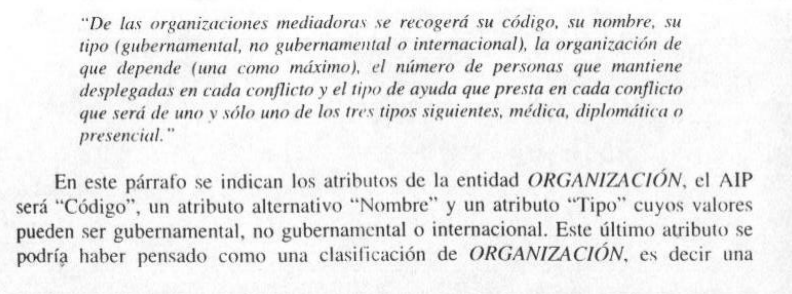 “De las organizaciones mediadoras se recogerá su código, su nombre, su
tipo (gubernamental, no gubernamental o internacional), la organización de
que depende (una como máximo), el número de personas que mantiene
desplegadas en cada conflicto y el tipo de ayuda que presta en cada conflicto
que será de uno y sólo uno de los tres tipos siguientes, médica, diplomática o
presencial.”
En este párrafo se indican los atributos de la entidad ORGANIZACIÓN, el AIP
será “Código”, un atributo alternativo “Nombre” y un atributo “Tipo” cuyos valores
pueden ser gubernamental, no gubernamental o internacional. Este último atributo se
podría haber pensado como una clasificación de ORGANIZACIÓN, es decir una